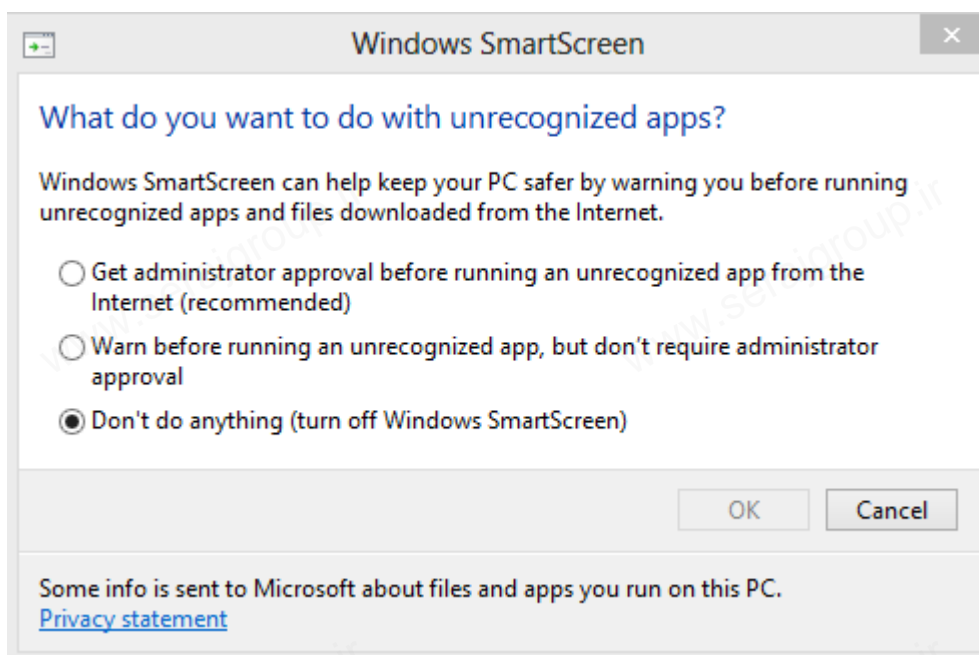 Windows SmartScreen
What do you want to do with unrecognized apps?
Windows SmartScreen can help keep your PC safer by warning you before running
unrecognized apps and files downloaded from the Internet.
Get administrator approval before running an unrecognized app from the
Internet (recommended)
Warn before running an unrecognized app, but don't require administrator
approval
Don't do anything (turn off Windows SmartScreen)
OK Cancel
Some info is sent to Microsoft about files and apps you run on this PC.
Privacy statement
www.serverigroup.ir